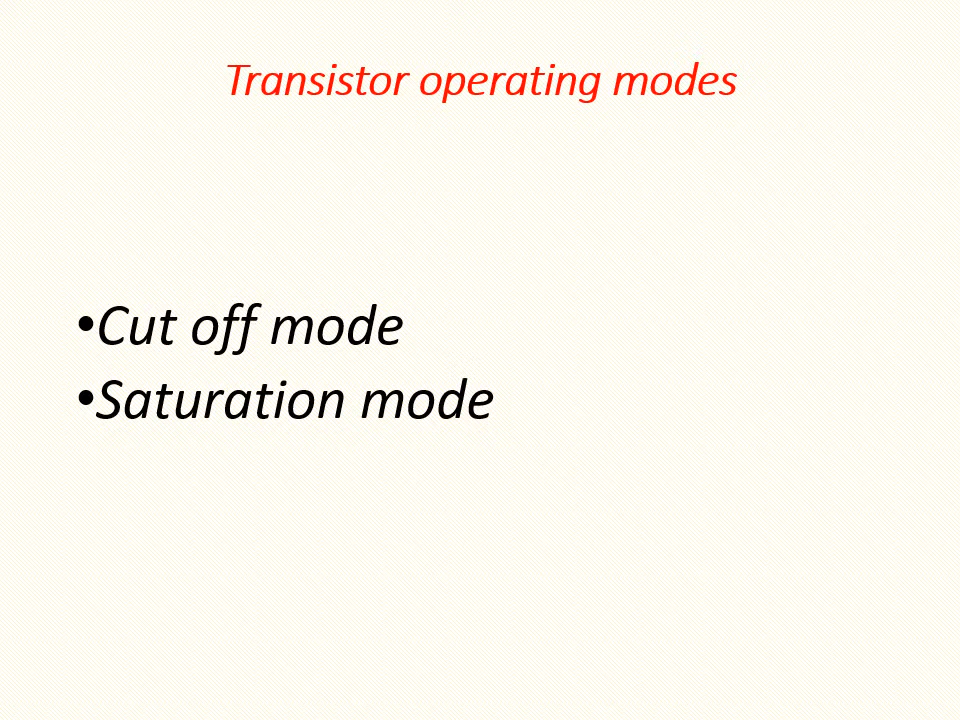 Transistor operating modes
•Cut off mode
•Saturation mode